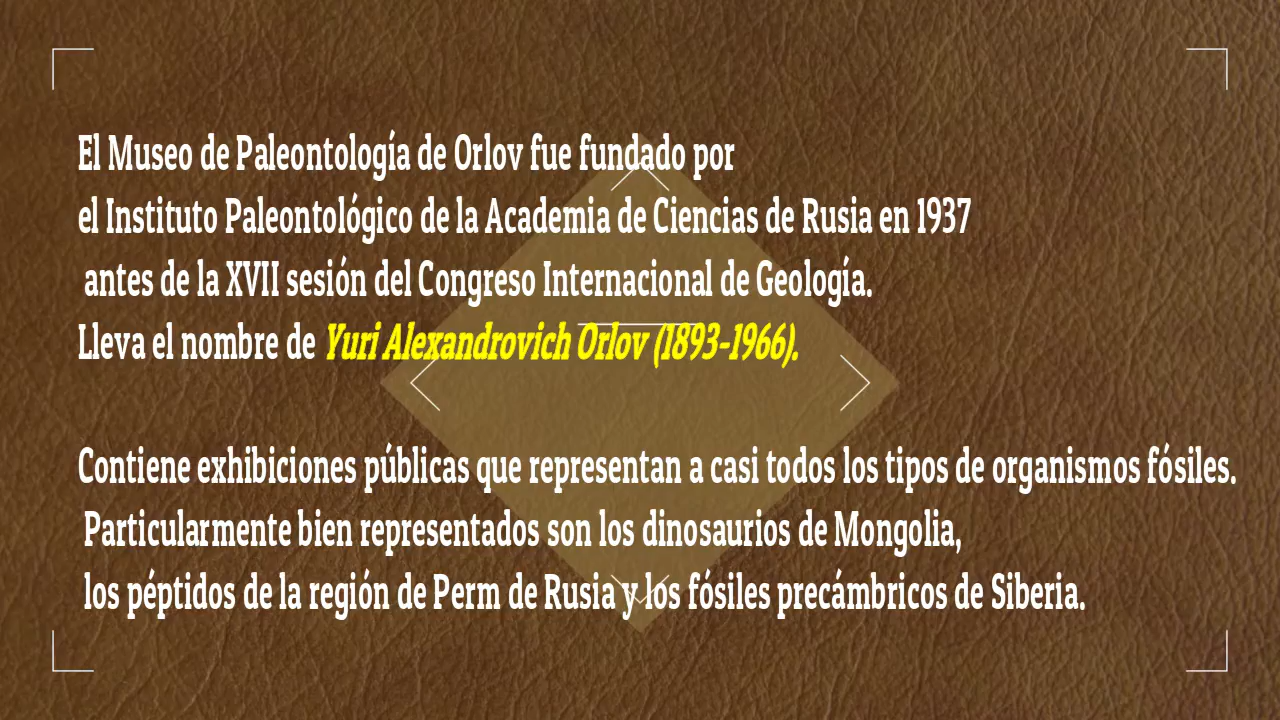 El Museo de Paleontología de Orlov fue fundado por
el Instituto Paleontológico de la Academia de Ciencias de Rusia en 1937
antes de la XVII sesión del Congreso Internacional de Geología.
Lleva el nombre de Yuri Alexandrovich Orlov (1893-1966).
Contiene exhibiciones públicas que representan a casi todos los tipos de organismos fósiles.
Particularmente bien representados son los dinosaurios de Mongolia,
los péptidos de la región de Perm de Rusia y los fósiles precámbricos de Siberia.